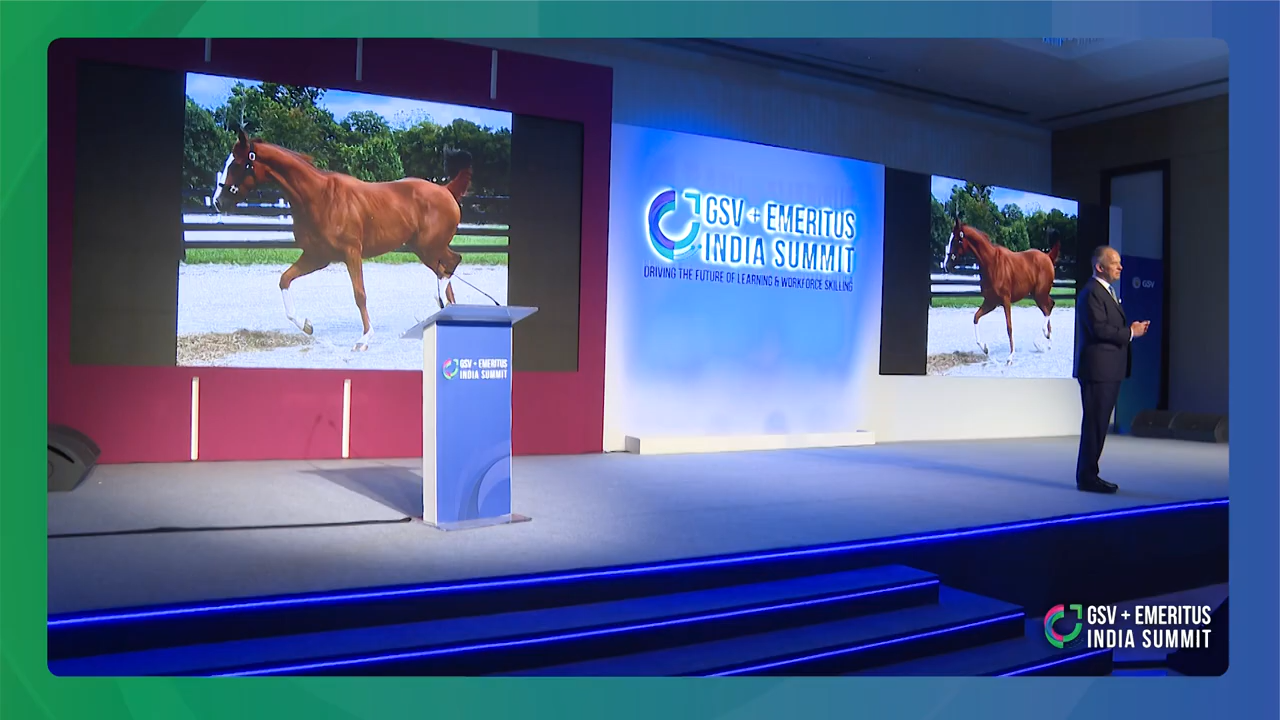 GSV + EMERITUS
INDIA SUMMIT
DRIVING THE FUTURE OF LEARNING & WORKFORCE SKILLING
GSV
GSV + EMERITUS
INDIA SUMMIT
GSV + EMERITUS
INDIA SUMMIT